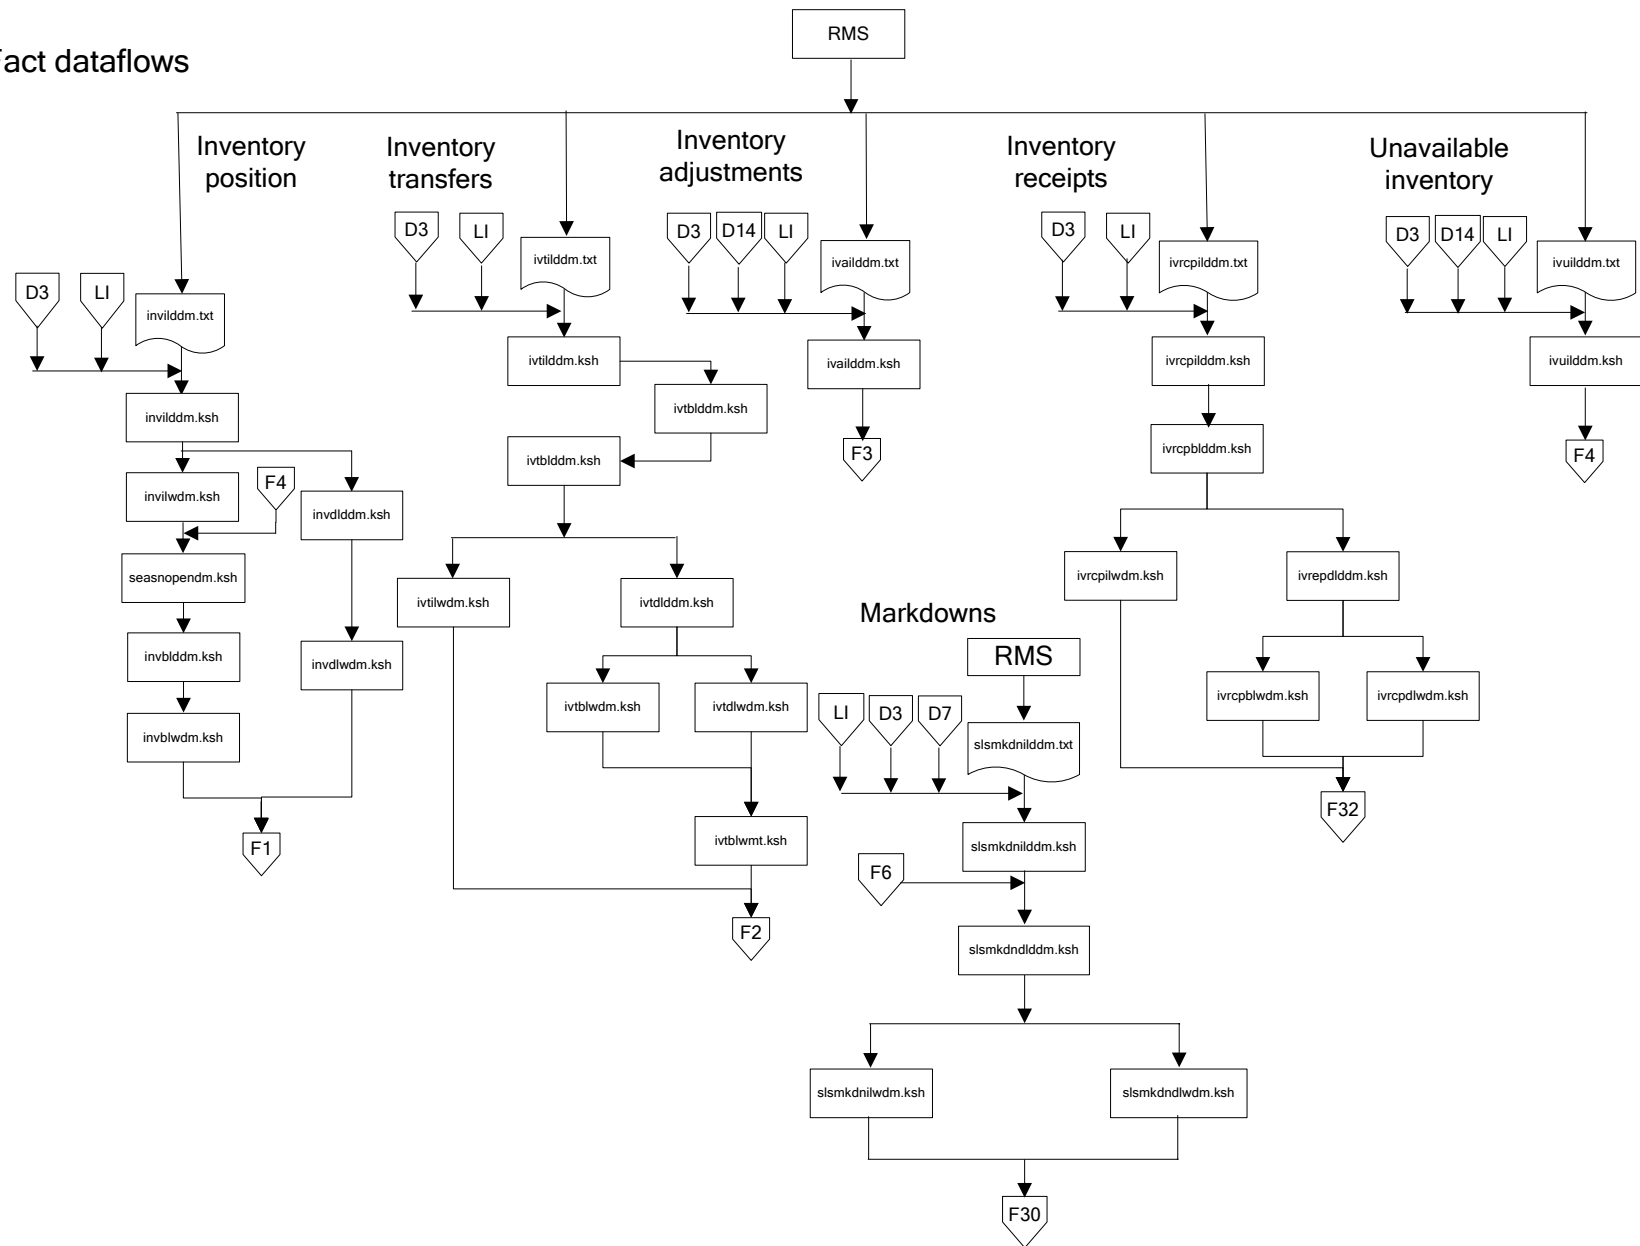 RMS
Fact dataflows
Inventory
position
Inventory
transfers
Inventory
adjustments
Inventory
receipts
Unavailable
inventory
D3
LI
D3
D14
LI
D3
LI
D3
D14
LI
ivtilddm.txt
ivailddm.txt
ivrcpilddm.txt
ivuilddm.txt
D3
LI
invilddm.txt
ivtilddm.ksh
ivailddm.ksh
ivrcpilddm.ksh
ivuilddm.ksh
invilddm.ksh
ivtblddm.ksh
ivtblddm.ksh
F3
ivrcpblddm.ksh
F4
invilwdm.ksh
F4
invdlddm.ksh
seasnopendm.ksh
ivtilwdm.ksh
ivtdlddm.ksh
ivrcpilwdm.ksh
ivrepdlddm.ksh
Markdowns
invblddm.ksh
invdlwdm.ksh
RMS
ivtblwdm.ksh
ivtdlwdm.ksh
ivrcpblwdm.ksh
ivrcpdlwdm.ksh
LI
D3
D7
invblwdm.ksh
slsmkdnilddm.txt
F32
F1
ivtblwmt.ksh
slsmkdnilddm.ksh
F6
F2
slsmkdndlddm.ksh
slsmkdnilwdm.ksh
slsmkdndlwdm.ksh
F30